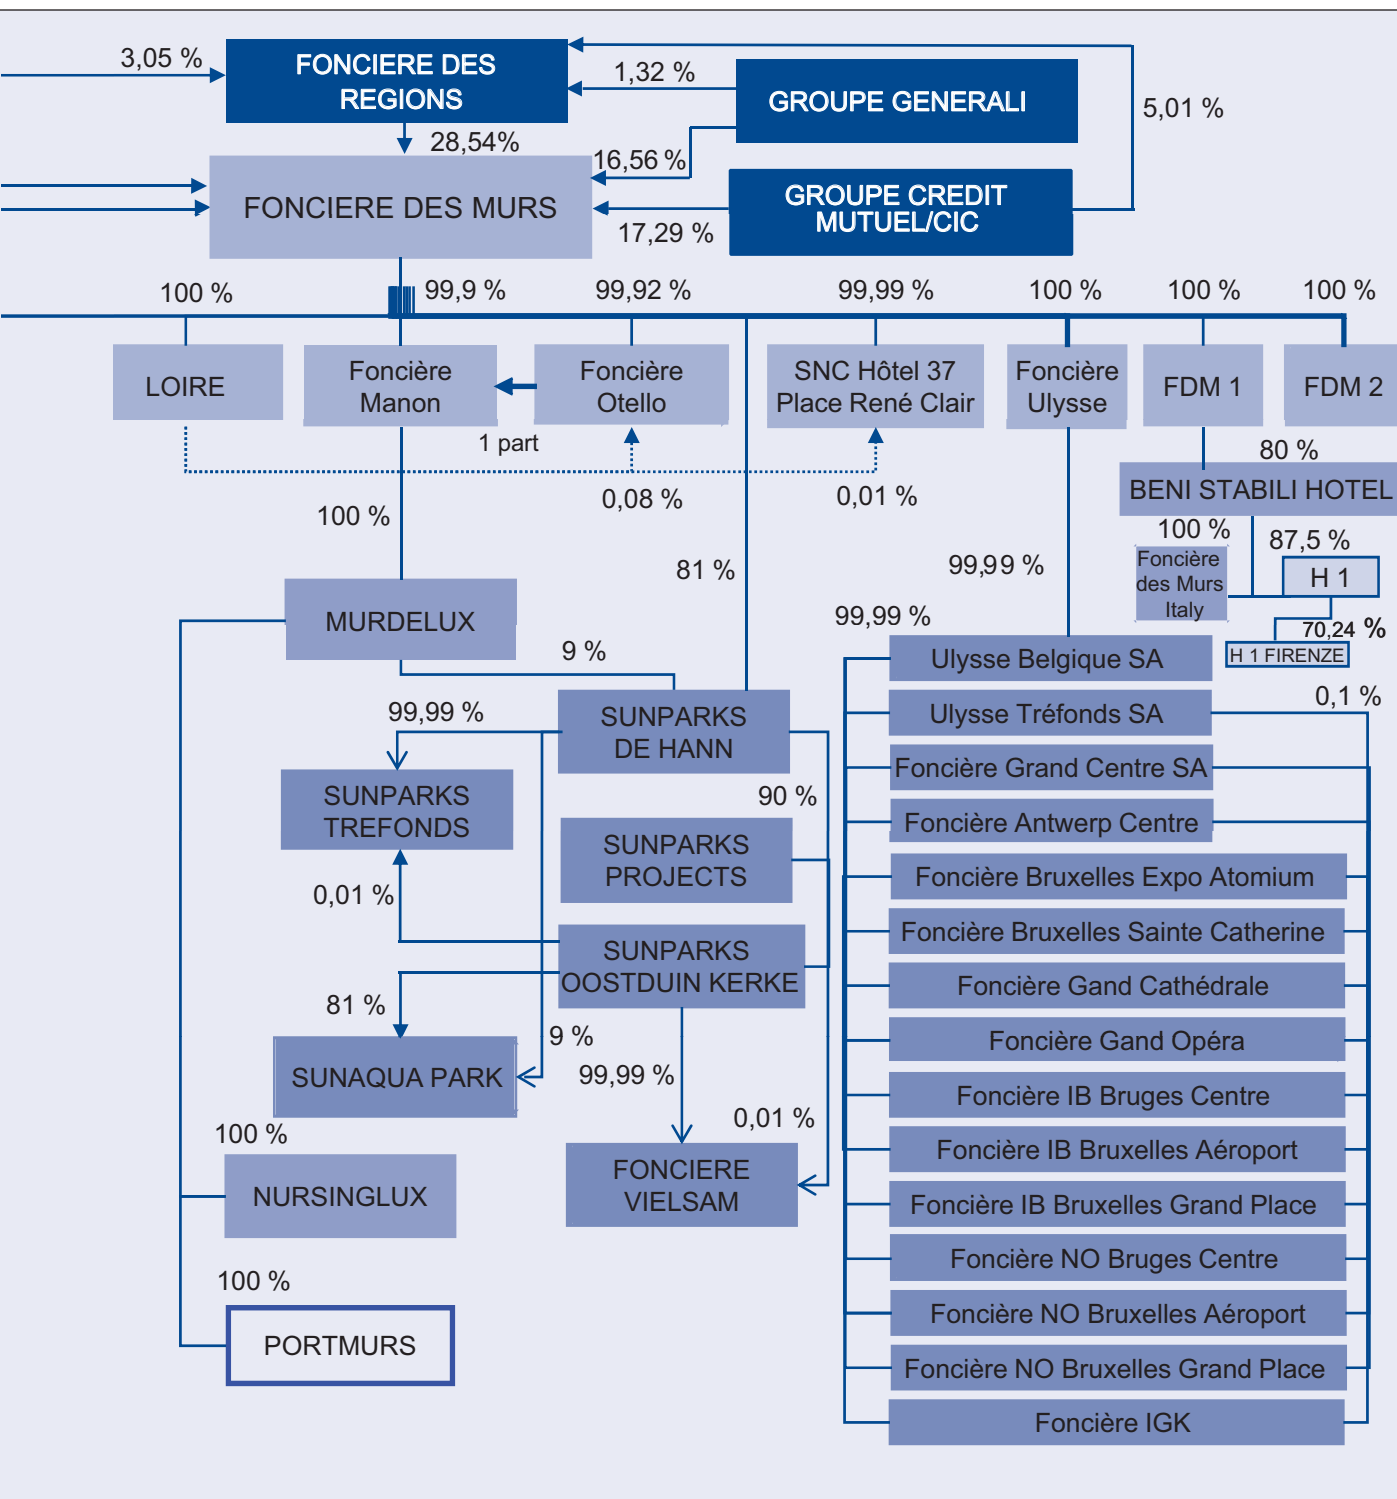 3,05 %
FONCIERE DES
REGIONS
1,32 %
GROUPE GENERALI
5,01 %
28,54%
16,56 %
FONCIERE DES MURS
GROUPE CREDIT
MUTUEL/CIC
17,29 %
100 %
99,9 %
99,92 %
99,99 %
100 %
100 %
100 %
LOIRE
Foncière
Manon
Foncière
Otello
SNC Hôtel 37
Place René Clair
Foncière
Ulysse
FDM 1
FDM 2
1 part
0,08 %
0,01 %
80 %
BENI STABILI HOTEL
100 %
87,5 %
Foncière
des Murs
Italy
H 1
70,24 %
H 1 FIRENZE
100 %
81 %
99,99 %
MURDELUX
9 %
99,99 %
Ulysse Belgique SA
0,1 %
Ulysse Tréfonds SA
Foncière Grand Centre SA
Foncière Antwerp Centre
Foncière Bruxelles Expo Atomium
Foncière Bruxelles Sainte Catherine
Foncière Gand Cathédrale
Foncière Gand Opéra
Foncière IB Bruges Centre
Foncière IB Bruxelles Aéroport
Foncière IB Bruxelles Grand Place
Foncière NO Bruges Centre
Foncière NO Bruxelles Aéroport
Foncière NO Bruxelles Grand Place
Foncière IGK
99,99 %
SUNPARKS
DE HANN
SUNPARKS
TREFONDS
90 %
SUNPARKS
PROJECTS
0,01 %
SUNPARKS
OOSTDUIN KERKE
81 %
9 %
SUNAQUA PARK
99,99 %
0,01 %
FONCIERE
VIELSAM
100 %
NURSINGLUX
100 %
PORTMURS